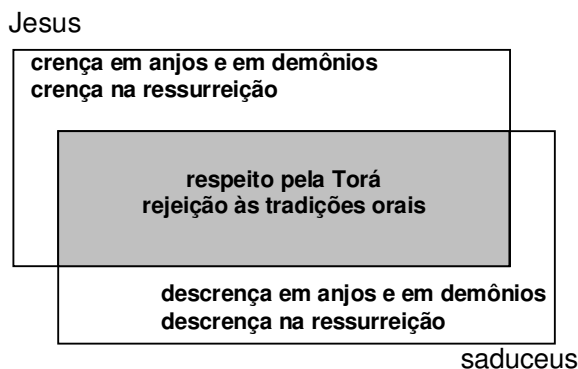 Jesus
crença em anjos e em demônios
crença na ressurreição
respeito pela Torá
rejeição às tradições orais
descrença em anjos e em demônios
descrença na ressurreição
saduceus